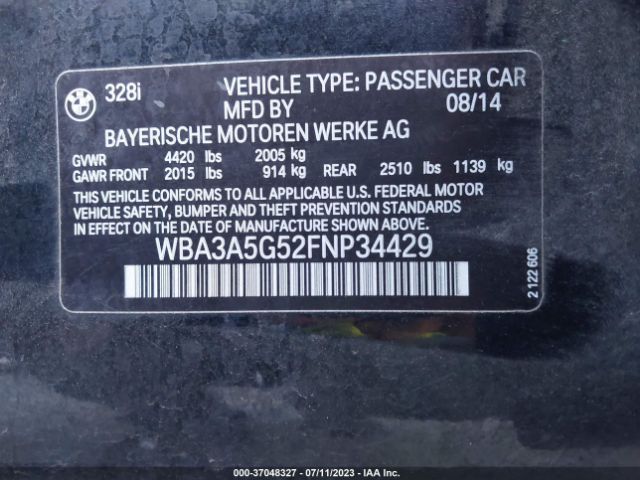 328i VEHICLE TYPE: PASSENGER CAR
MFD BY 08/14
BAYERISCHE MOTOREN WERKE AG
GVWR 4420 lbs 2005 kg
GAWR FRONT 2015 lbs 914 kg REAR 2510 lbs 1139 kg
THIS VEHICLE CONFORMS TO ALL APPLICABLE U.S. FEDERAL MOTOR
VEHICLE SAFETY, BUMPER AND THEFT PREVENTION STANDARDS
IN EFFECT ON THE DATE OF MANUFACTURE SHOWN ABOVE.
WBA3A5G52FNP34429
2 122 606
000-37048327 - 07/11/2023 - IAA Inc.